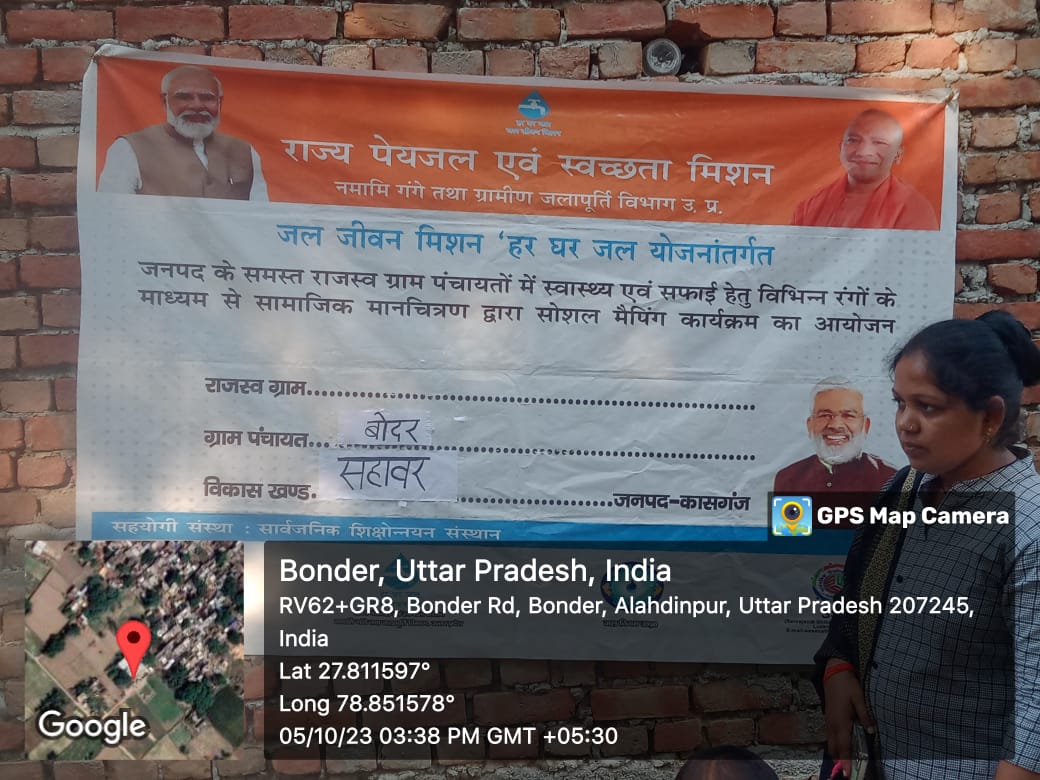 राज्य पेयजल एवं स्वच्छता मिशन
नमामि गंगे तथा ग्रामीण जलापूर्ति विभाग उ. प्र.
जल जीवन मिशन 'हर घर जल योजनांतर्गत
जनपद के समस्त राजस्व ग्राम पंचायतों में स्वास्थ्य एवं सफाई हेतु विभिन्न रंगों के
माध्यम से सामाजिक मानचित्रण द्वारा सोशल मैपिंग कार्यक्रम का आयोजन
राजस्व ग्राम............................................................
ग्राम पंचायत... बोदर ............................................................
विकास खण्ड. सहावर ..............................जनपद-कासगंज
सहयोगी संस्था : सार्वजनिक शिक्षोन्नयन संस्थान
GPS Map Camera
Bonder, Uttar Pradesh, India
RV62+GR8, Bonder Rd, Bonder, Alahdinpur, Uttar Pradesh 207245,
India
Lat 27.811597°
Long 78.851578°
05/10/23 03:38 PM GMT +05:30
Google